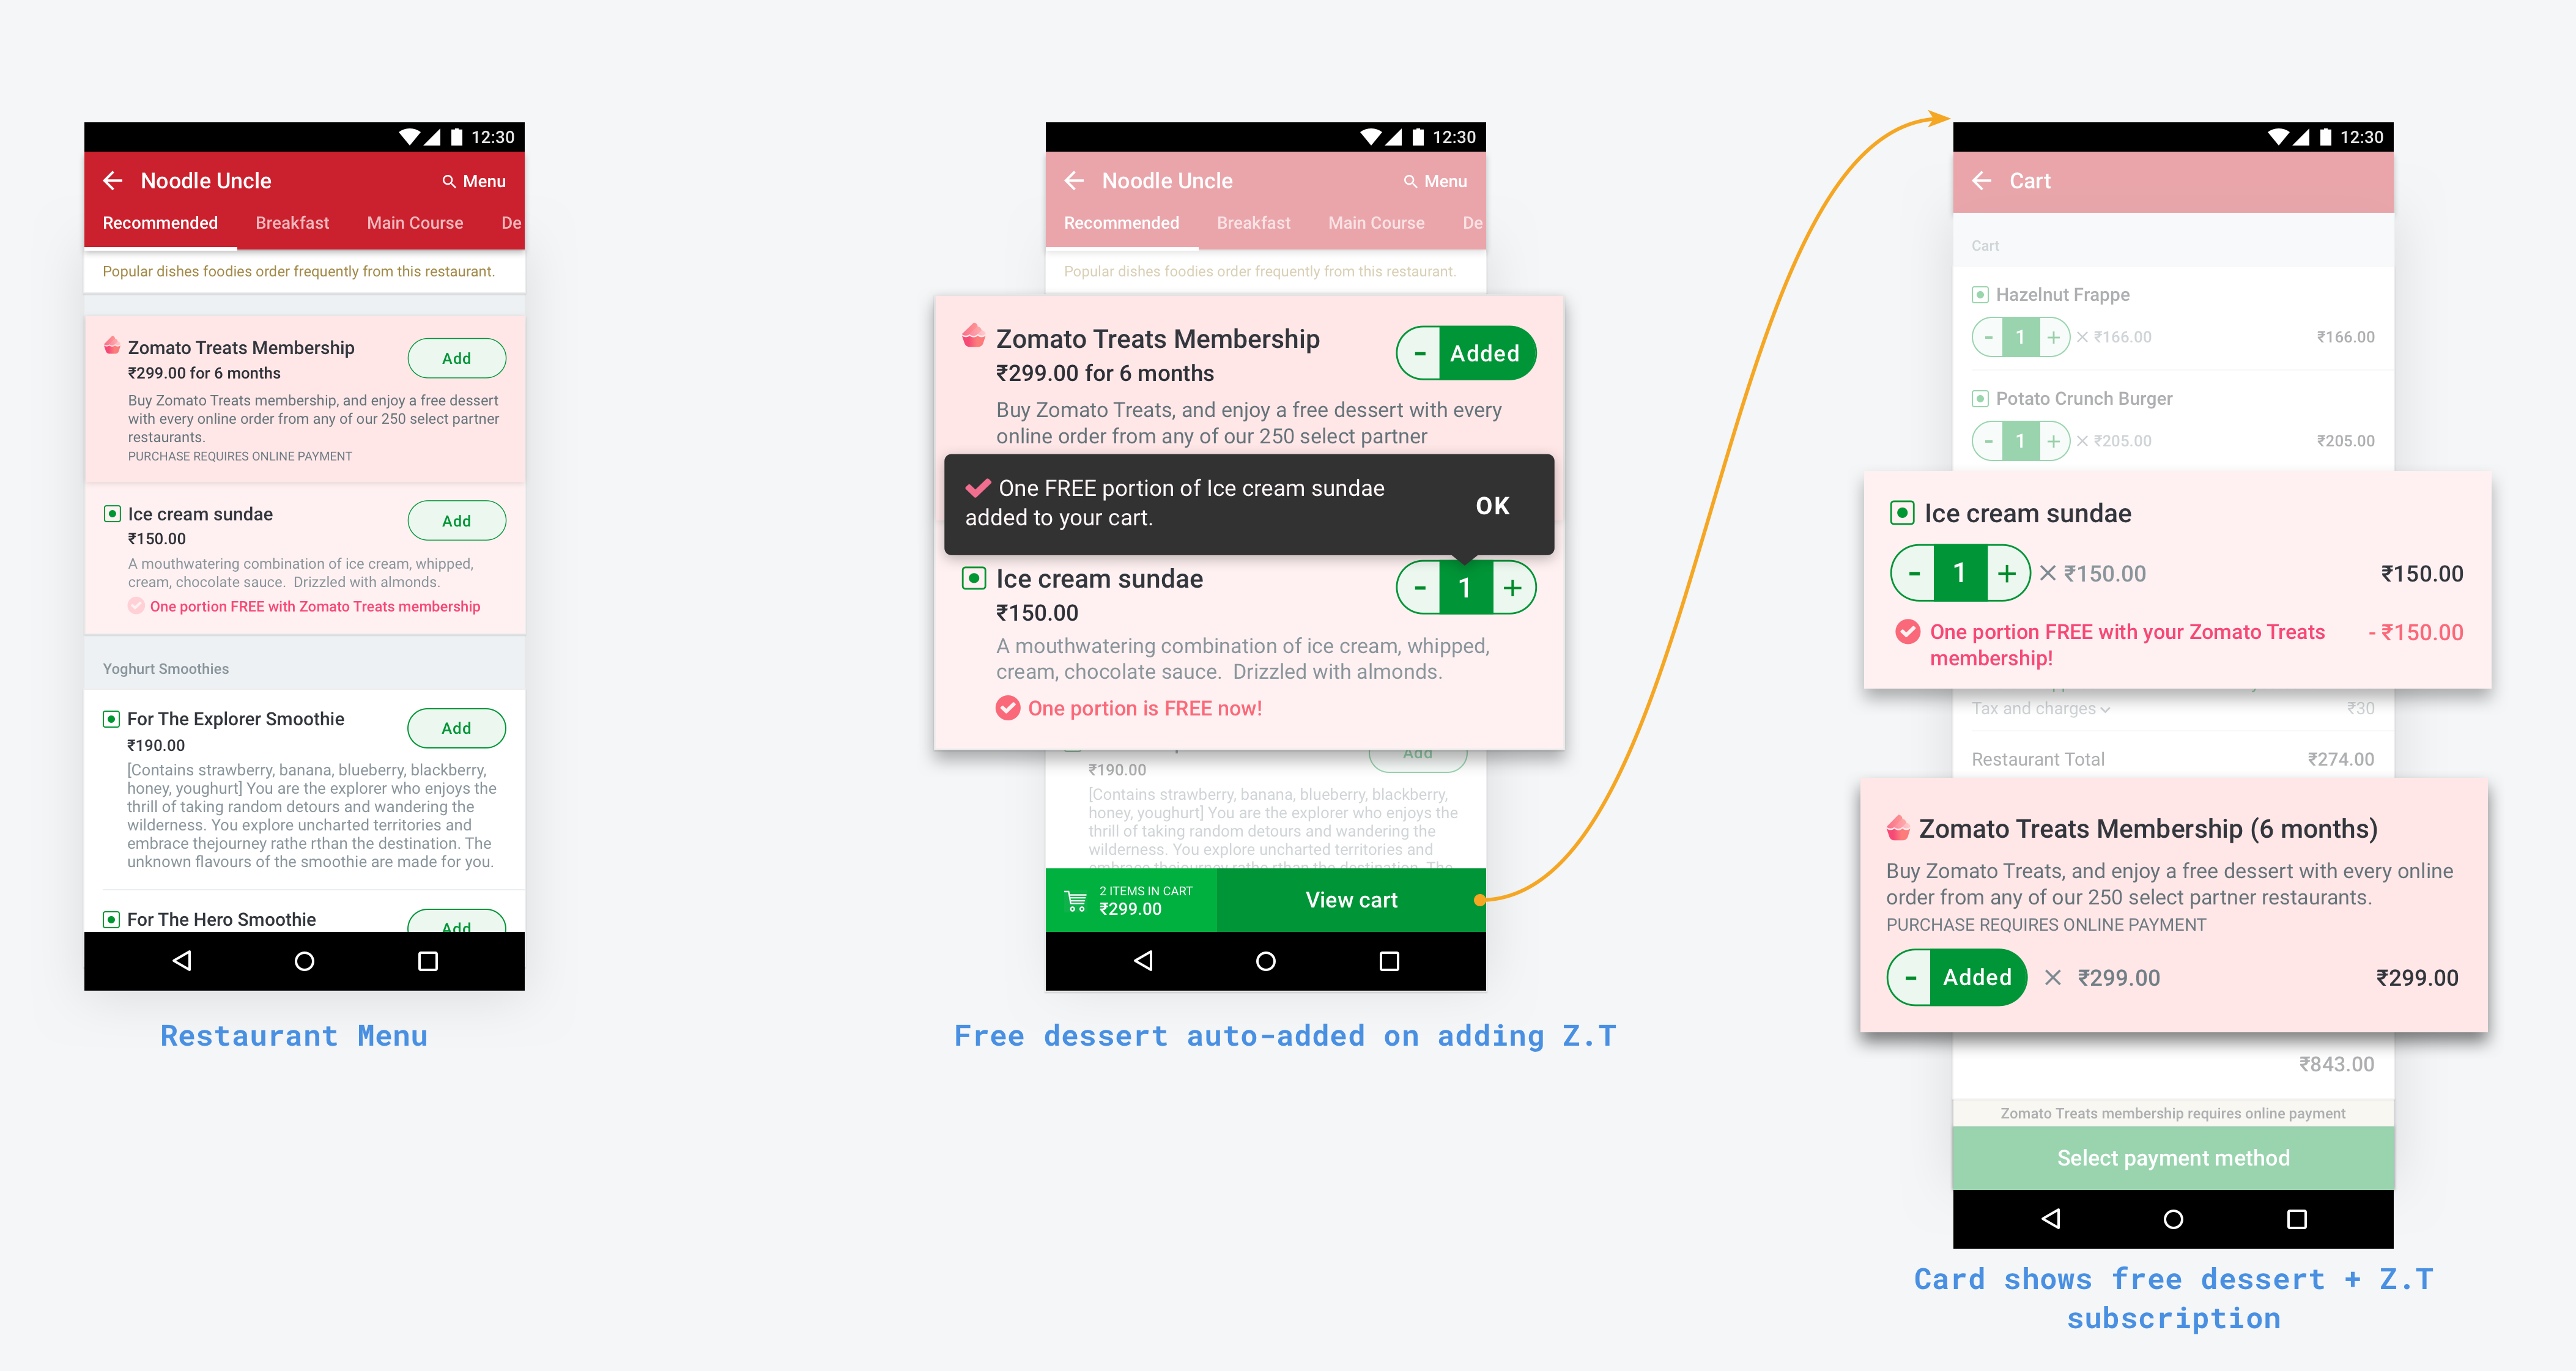 12:30
Noodle Uncle
Menu
Recommended
Breakfast
Main Course
De
Popular dishes foodies order frequently from this restaurant.
Zomato Treats Membership
Add
₹299.00 for 6 months
Buy Zomato Treats membership, and enjoy a free dessert
with every online order from any of our 250 select partner
restaurants.
PURCHASE REQUIRES ONLINE PAYMENT
Ice cream sundae
Add
₹150.00
A mouthwatering combination of ice cream, whipped,
cream, chocolate sauce.  Drizzled with almonds.
One portion FREE with Zomato Treats membership
Yoghurt Smoothies
For The Explorer Smoothie
Add
₹190.00
[Contains strawberry, banana, blueberry, blackberry,
honey, youghurt] You are the explorer who enjoys the
thrill of taking random detours and wandering the
wilderness. You explore uncharted territories and
embrace thejourney rathe rthan the destination. The
unknown flavours of the smoothie are made for you.
For The Hero Smoothie
Add
Restaurant Menu
12:30
Noodle Uncle
Menu
Recommended
Breakfast
Main Course
De
Popular dishes foodies order frequently from this restaurant.
Zomato Treats Membership
- Added
₹299.00 for 6 months
Buy Zomato Treats, and enjoy a free dessert with every
online order from any of our 250 select partner
One FREE portion of Ice cream sundae
added to your cart.
OK
Ice cream sundae
- 1 +
₹150.00
A mouthwatering combination of ice cream, whipped,
cream, chocolate sauce.  Drizzled with almonds.
One portion is FREE now!
Add
₹190.00
[Contains strawberry, banana, blueberry, blackberry,
honey, youghurt] You are the explorer who enjoys the
thrill of taking random detours and wandering the
wilderness. You explore uncharted territories and
embrace thejourney rathe rthan the destination. The
2 ITEMS IN CART
₹299.00
View cart
Free dessert auto-added on adding Z.T
12:30
Cart
Cart
Hazelnut Frappe
- 1 + × ₹166.00
₹166.00
Potato Crunch Burger
- 1 + × ₹205.00
₹205.00
Ice cream sundae
- 1 + × ₹150.00
₹150.00
One portion FREE with your Zomato Treats
membership!
- ₹150.00
Tax and charges
₹30
Restaurant Total
₹274.00
Zomato Treats Membership (6 months)
Buy Zomato Treats, and enjoy a free dessert with every online
order from any of our 250 select partner restaurants.
PURCHASE REQUIRES ONLINE PAYMENT
- Added × ₹299.00
₹299.00
₹843.00
Zomato Treats membership requires online payment
Select payment method
Card shows free dessert + Z.T
subscription